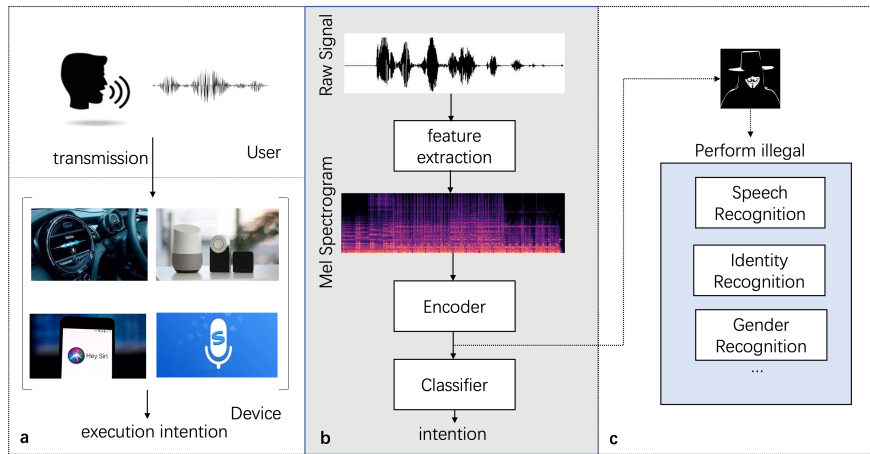 transmission
User
Hey Siri
S
Device
execution intention
a
Raw Signal
feature
extraction
Mel Spectrogram
Encoder
Classifier
intention
b
Perform illegal
Speech
Recognition
Identity
Recognition
Gender
Recognition
...
c